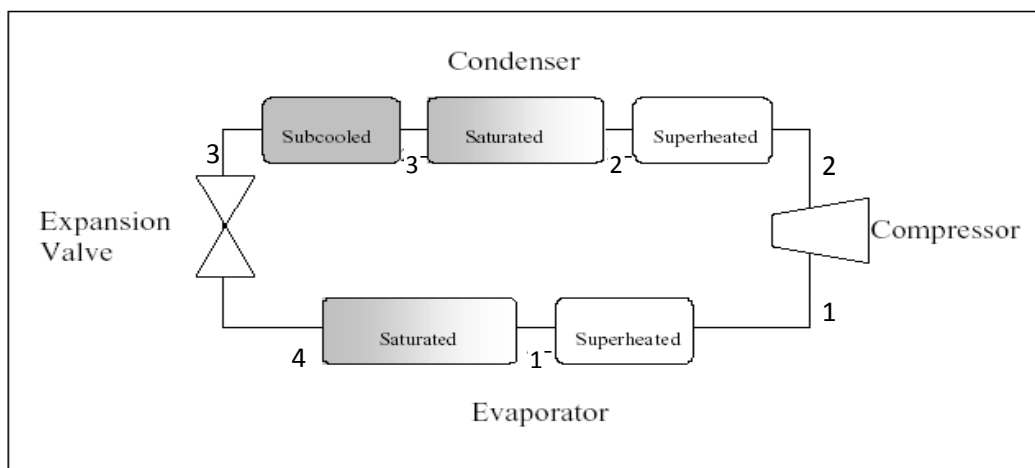 Condenser
Subcooled
Saturated
Superheated
3
3-
2-
2
Expansion
Valve
Compressor
1
Saturated
Superheated
4
1-
Evaporator